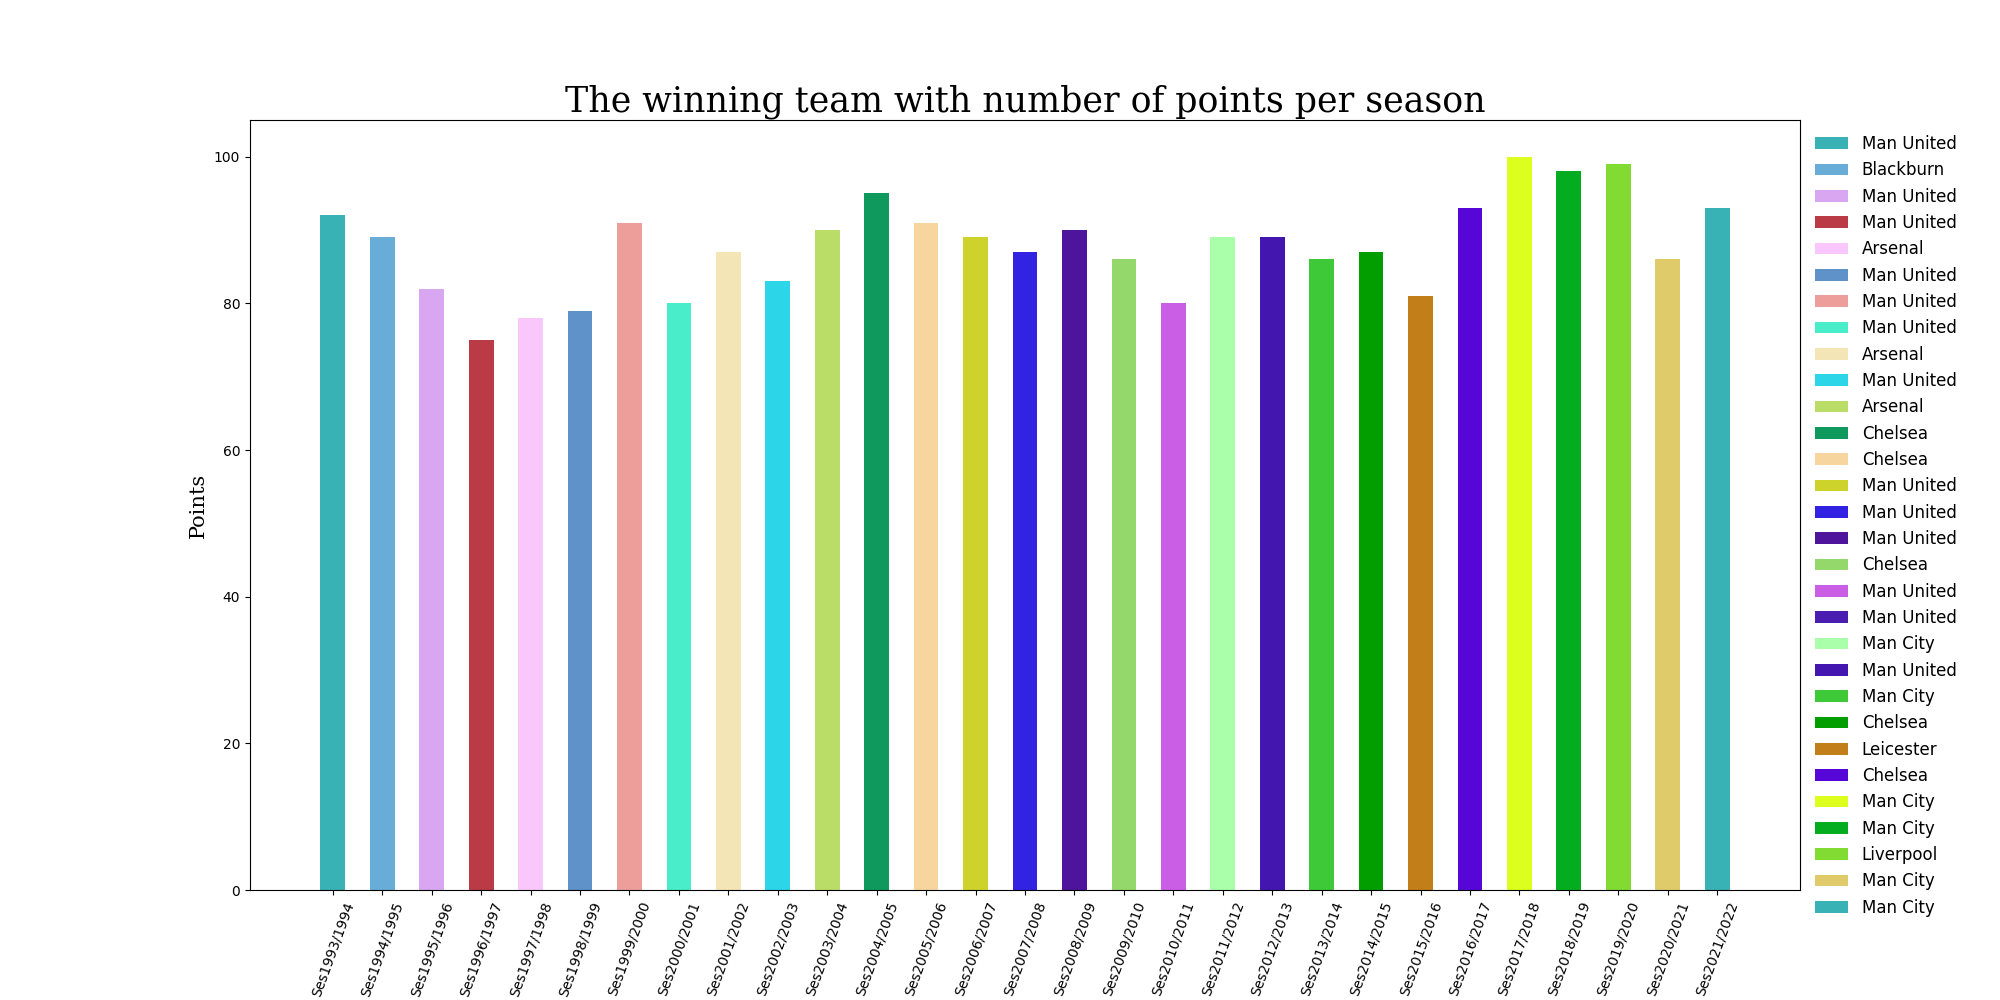 The winning team with number of points per season
Points
100
80
60
40
20
0
Ses1993/1994
Ses1994/1995
Ses1995/1996
Ses1996/1997
Ses1997/1998
Ses1998/1999
Ses1999/2000
Ses2000/2001
Ses2001/2002
Ses2002/2003
Ses2003/2004
Ses2004/2005
Ses2005/2006
Ses2006/2007
Ses2007/2008
Ses2008/2009
Ses2009/2010
Ses2010/2011
Ses2011/2012
Ses2012/2013
Ses2013/2014
Ses2014/2015
Ses2015/2016
Ses2016/2017
Ses2017/2018
Ses2018/2019
Ses2019/2020
Ses2020/2021
Ses2021/2022
Man United
Blackburn
Man United
Man United
Arsenal
Man United
Man United
Man United
Arsenal
Man United
Arsenal
Chelsea
Chelsea
Man United
Man United
Man United
Chelsea
Man United
Man United
Man City
Man United
Man City
Chelsea
Leicester
Chelsea
Man City
Man City
Liverpool
Man City
Man City